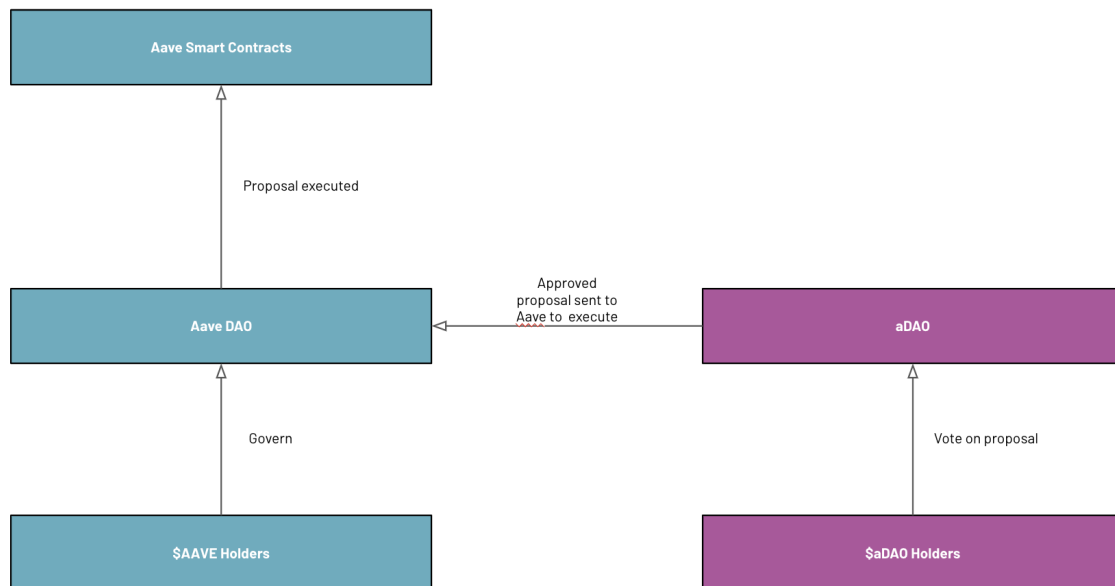 Aave Smart Contracts
Proposal executed
Approved
proposal sent to
Aave to execute
Aave DAO
aDAO
Govern
Vote on proposal
$AAVE Holders
$aDAO Holders